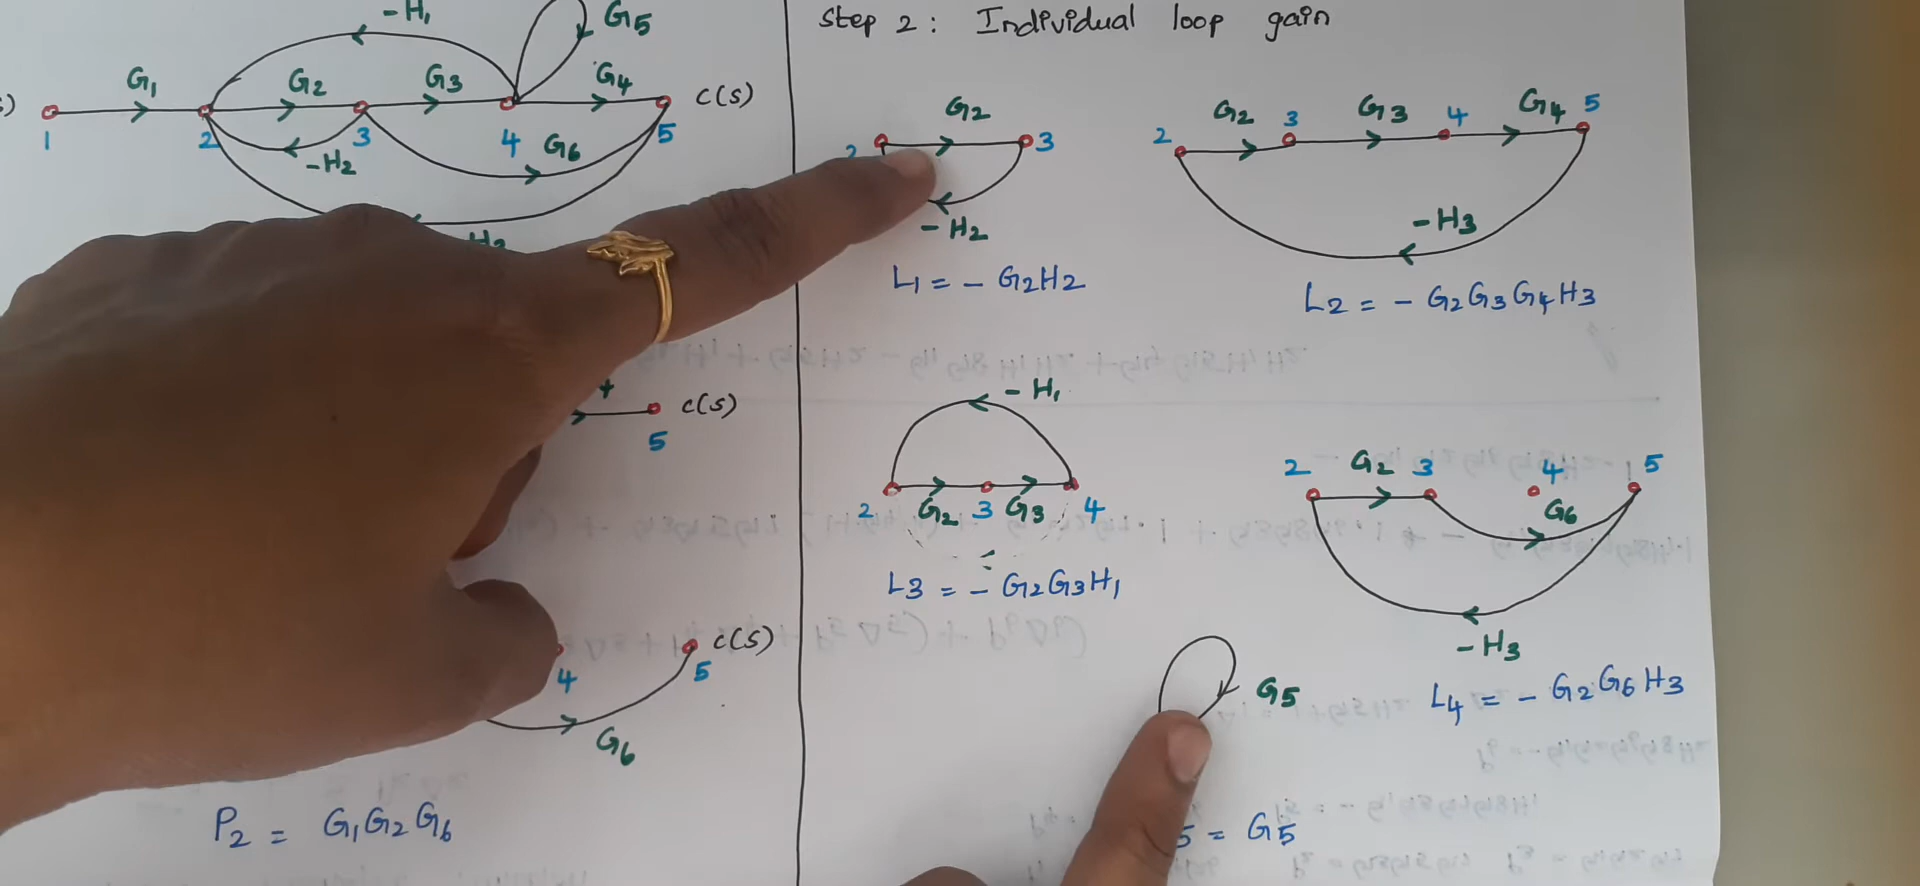 -H1
G5
G1
G2
G3
G4
C(S)
1
2
3
4
5
-H2
G6
C(S)
5
C(S)
4
5
G6
P2 = G1G2G6
Step 2: Individual loop gain
G2
2
3
-H2
L1 = - G2H2
2
G2
3
G3
4
G4
5
-H3
L2 = - G2G3G4H3
-H1
2
G2
3
G3
4
L3 = - G2G3H1
2
G2
3
4
5
G6
-H3
L4 = - G2G6H3
G5
5 = G5